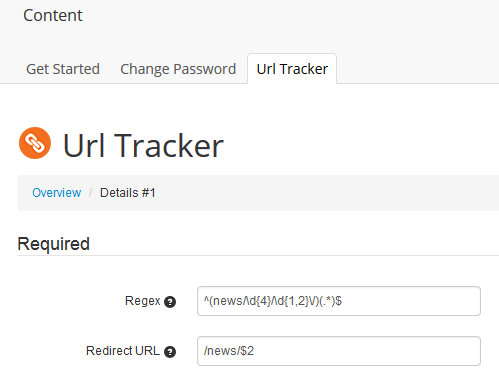 Content
Get Started Change Password Url Tracker
Url Tracker
Overview / Details #1
Required
Regex ? ^(news/\d{4}/\d{1,2}\/)(.*)$
Redirect URL ? /news/$2